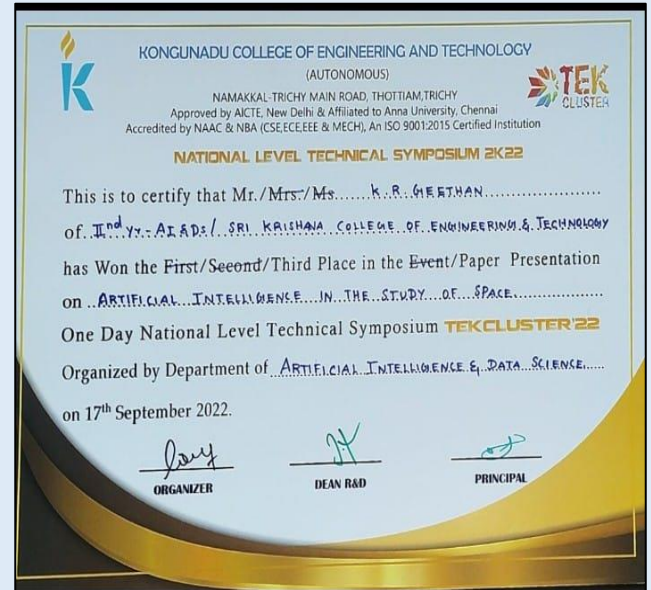 KONGUNADU COLLEGE OF ENGINEERING AND TECHNOLOGY
(AUTONOMOUS)
NAMAKKAL-TRICHY MAIN ROAD, THOTTIAM,TRICHY
Approved by AICTE, New Delhi & Affiliated to Anna University, Chennai
Accredited by NAAC & NBA (CSE,ECE,EEE & MECH), An ISO 9001:2015 Certified Institution
K
TEK
CLUSTER
NATIONAL LEVEL TECHNICAL SYMPOSIUM 2K22
This is to certify that Mr./Mrs./Ms......K.R.GEETHAN......
of IInd Yr.-AI&DS/ SRI KRISHANA COLLEGE OF ENGINEERING & TECHNOLOGY
has Won the First/Second/Third Place in the Event/Paper Presentation
on ..ARTIFICIAL...INTELLIGENCE...IN...THE...STUDY...OF...SPACE......
One Day National Level Technical Symposium TEKCLUSTER'22
Organized by Department of ARTIFICIAL INTELLIGENCE & DATA SCIENCE.....
on 17th September 2022.
ORGANIZER
DEAN R&D
PRINCIPAL